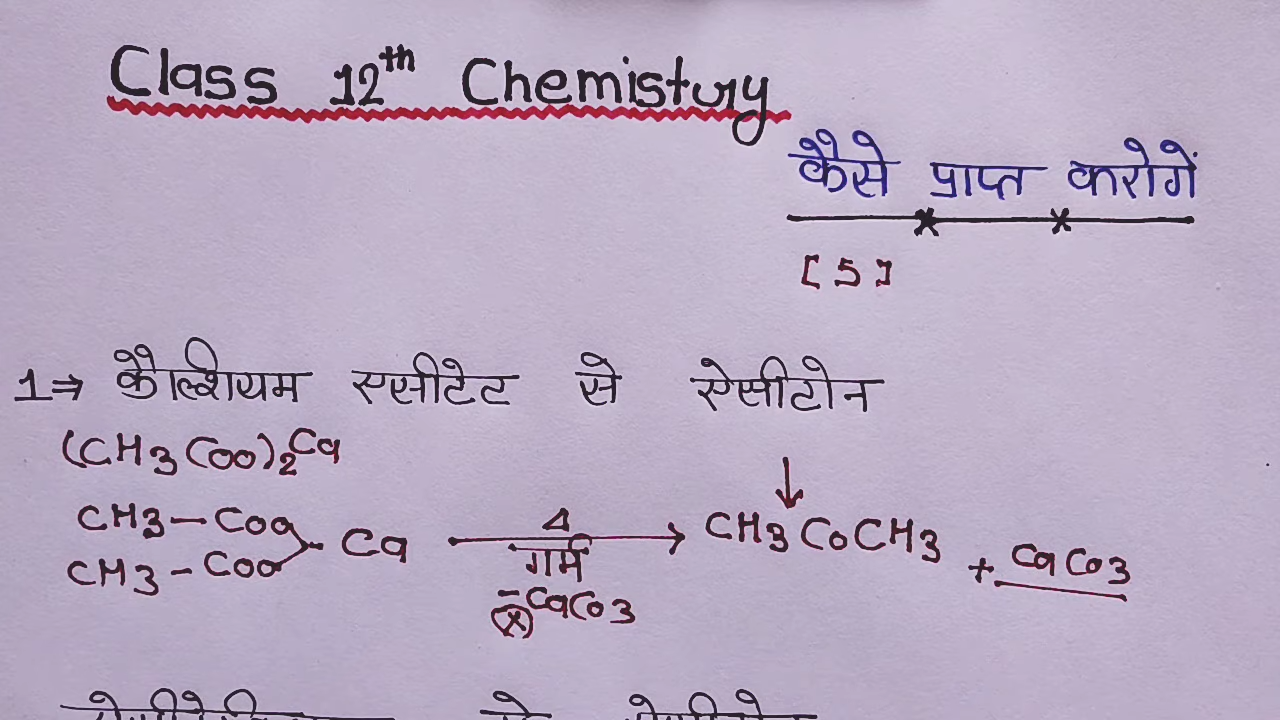 Class 12th Chemistry
कैसे प्राप्त करोगें
[5]
1⇒ कैल्शियम एसीटेट से ऐसीटोन
(CH3COO)2Ca
CH3—COO
CH3—COO Ca
Δ
गर्म
-CaCO3
(x)
↓
CH3COCH3 + CaCO3
से